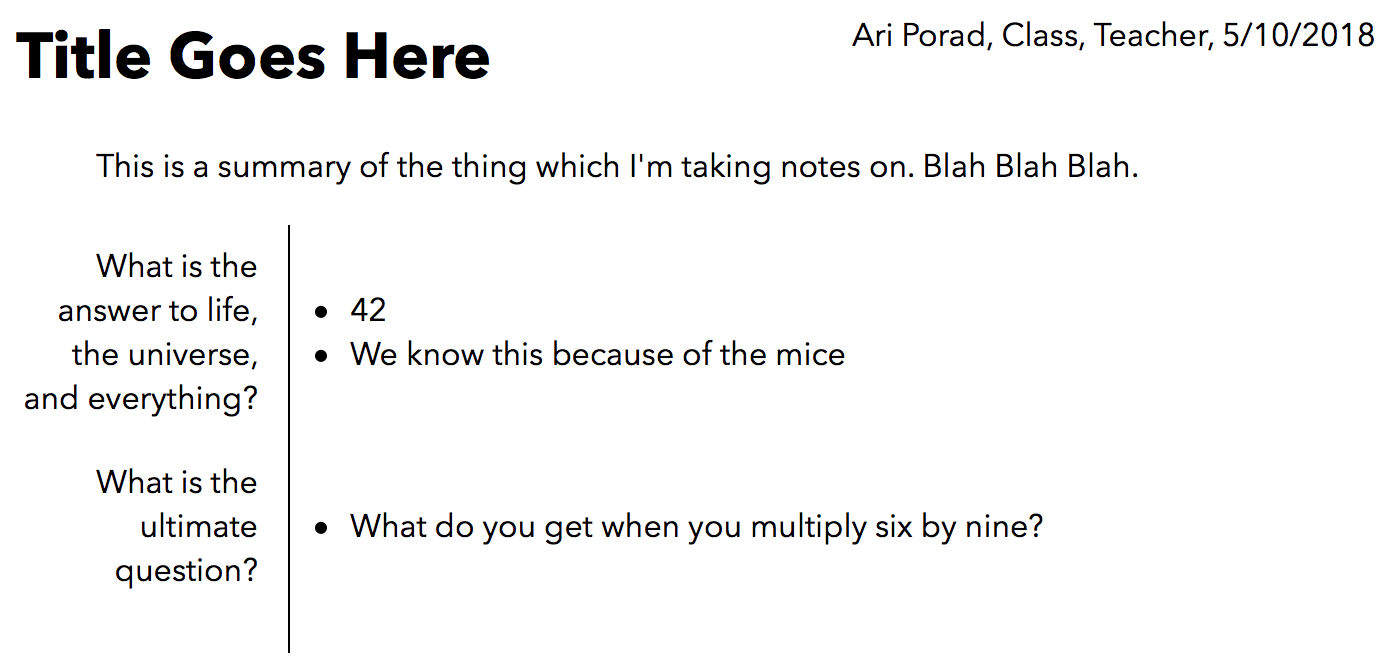 Title Goes Here
Ari Porad, Class, Teacher, 5/10/2018
This is a summary of the thing which I'm taking notes on. Blah Blah Blah.
What is the
answer to life,
the universe,
and everything?
• 42
• We know this because of the mice
What is the
ultimate
question?
• What do you get when you multiply six by nine?